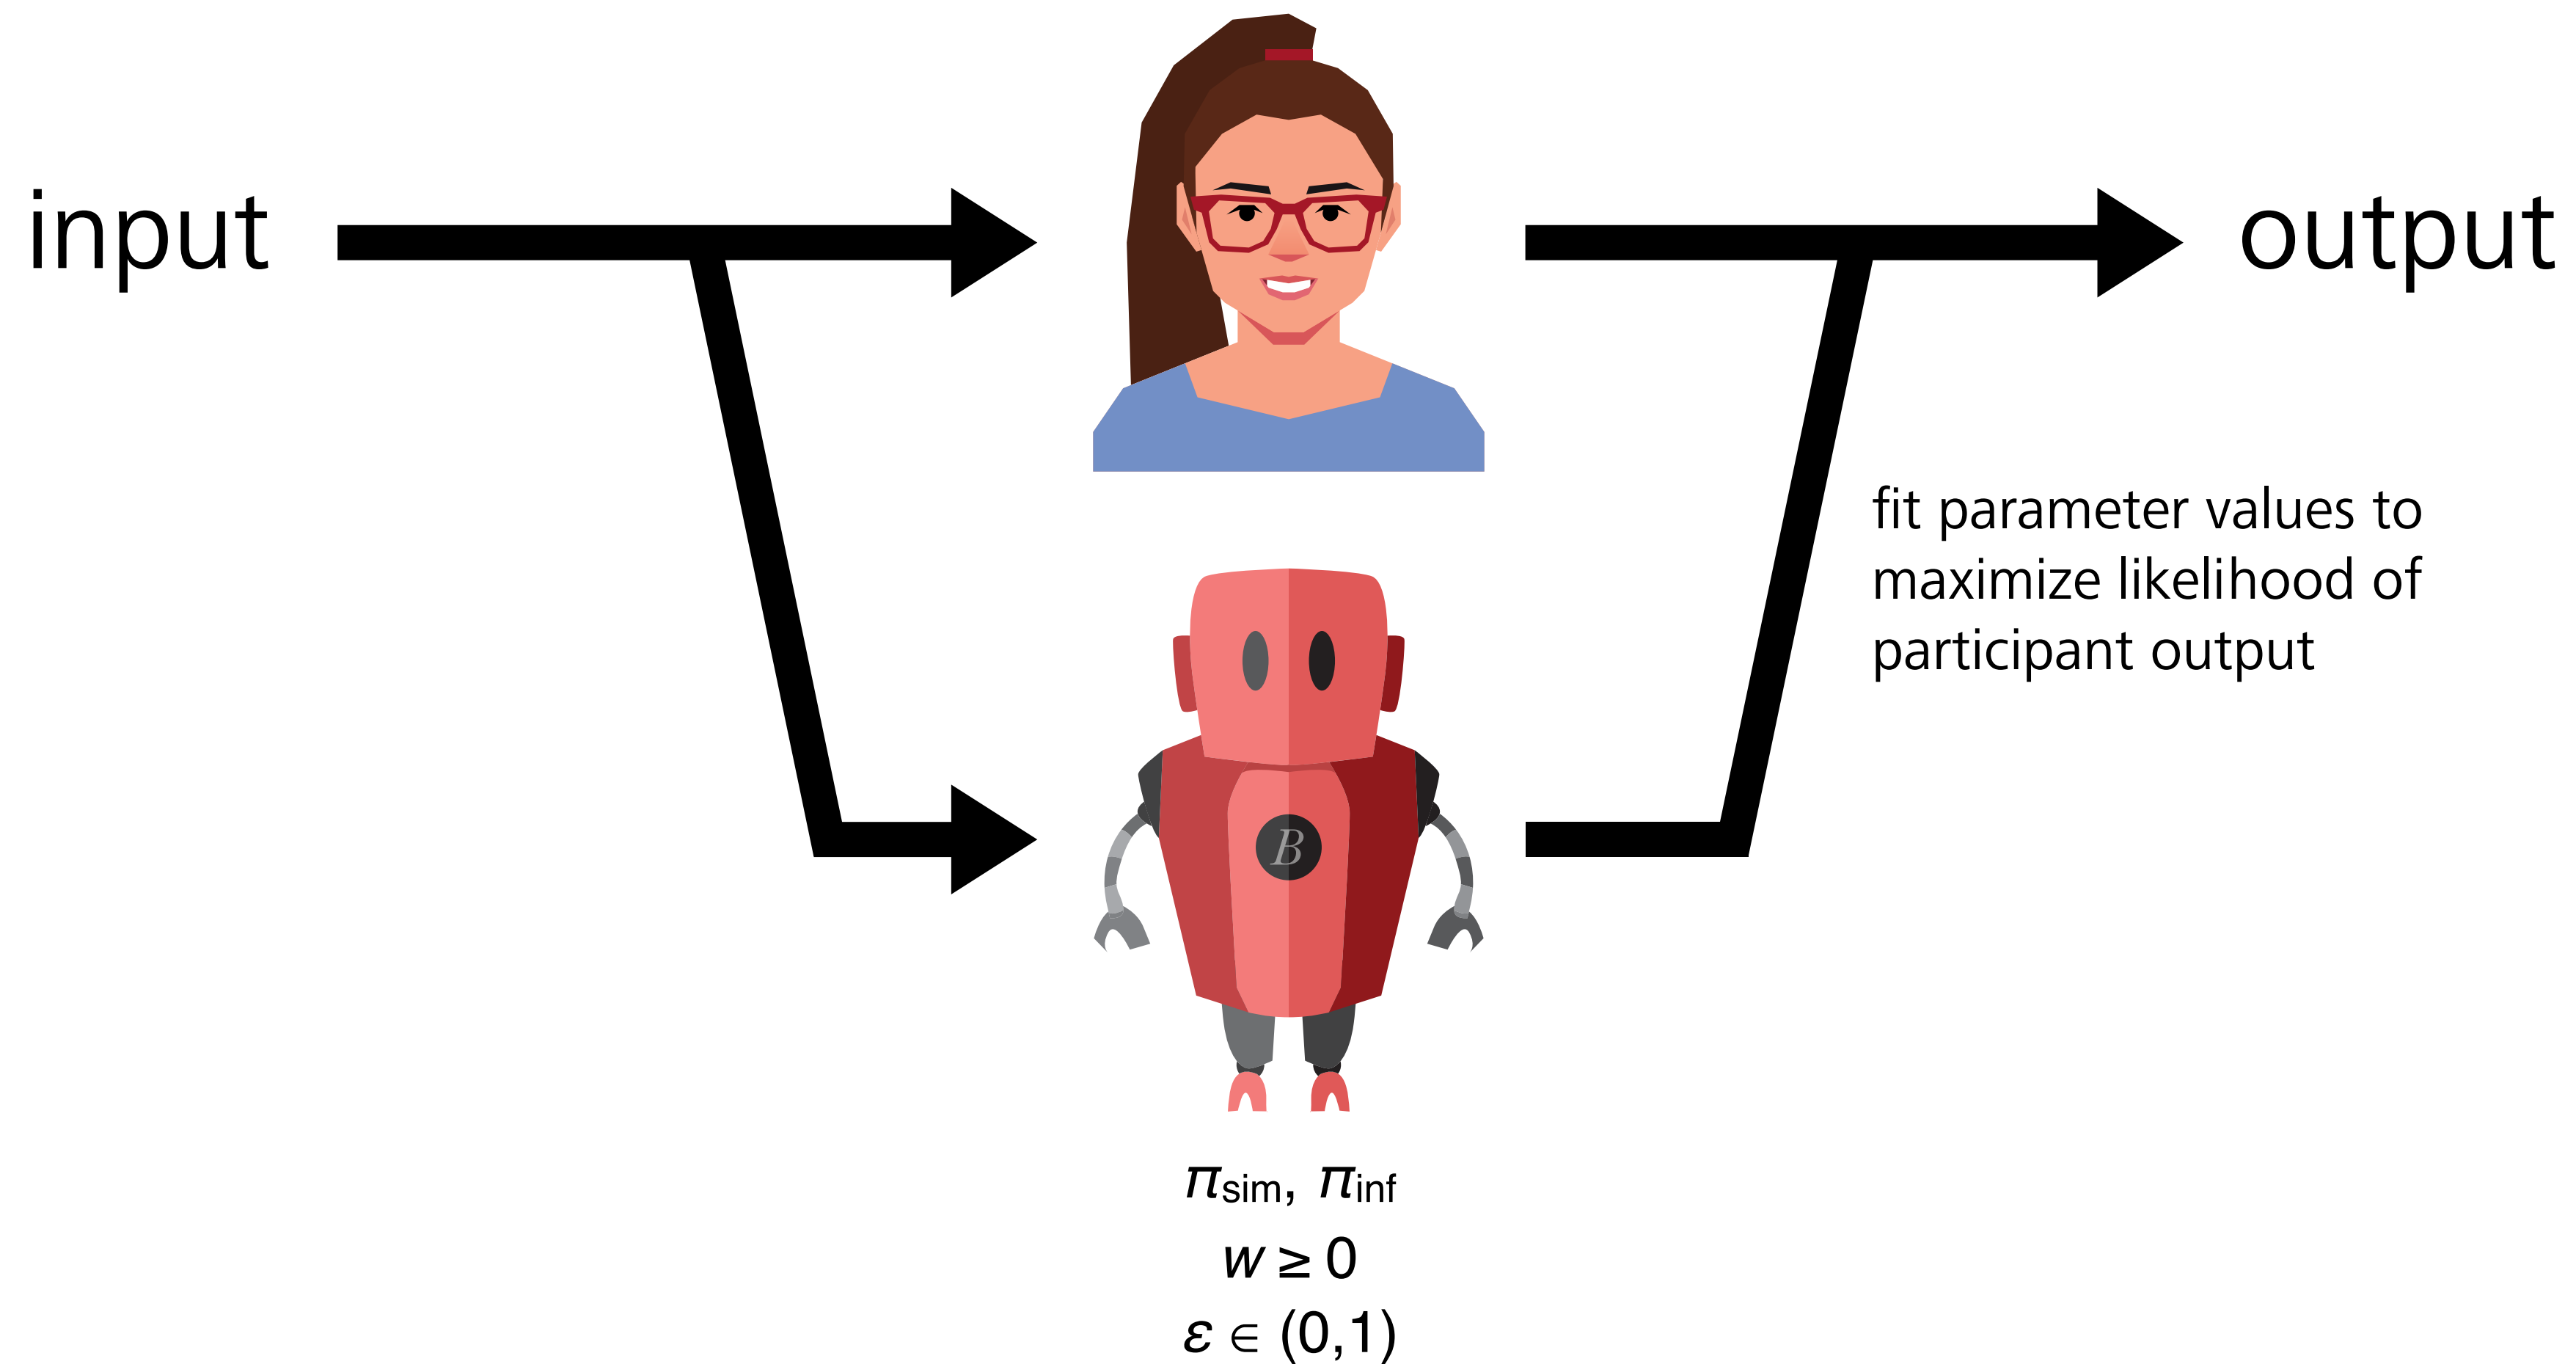 input
output
fit parameter values to
maximize likelihood of
participant output
B
πsim, πinf
w ≥ 0
ε ∈ (0,1)